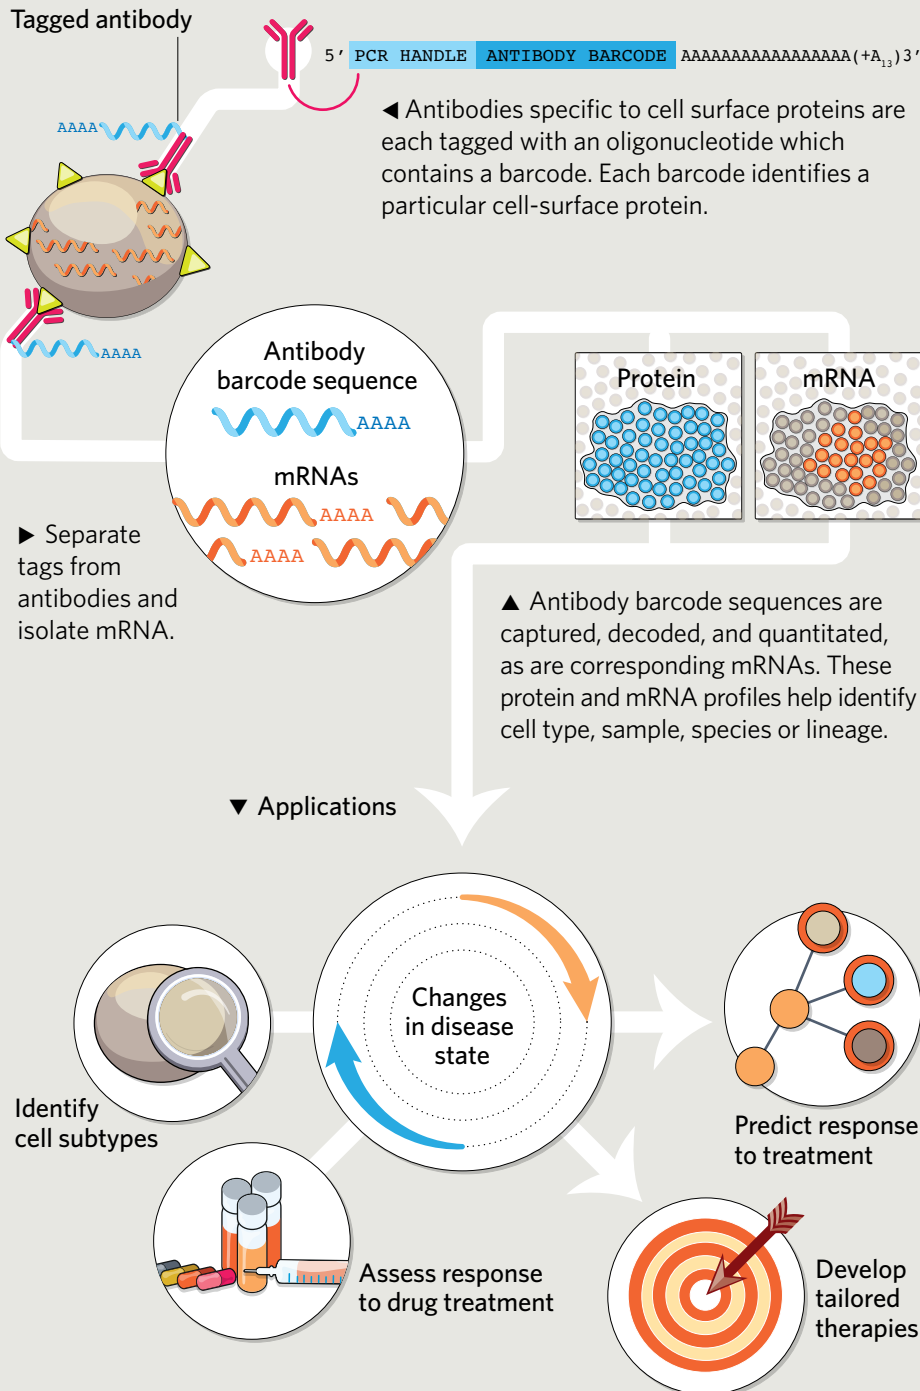 Tagged antibody
5′ PCR HANDLE ANTIBODY BARCODE AAAAAAAAAAAAAAAAA(+A13)3′
◀ Antibodies specific to cell surface proteins are
each tagged with an oligonucleotide which
contains a barcode. Each barcode identifies a
particular cell-surface protein.
AAAA
AAAA
Antibody
barcode sequence
AAAA
mRNAs
AAAA
AAAA
Protein
mRNA
▶ Separate
tags from
antibodies and
isolate mRNA.
▲ Antibody barcode sequences are
captured, decoded, and quantitated,
as are corresponding mRNAs. These
protein and mRNA profiles help identify
cell type, sample, species or lineage.
▼ Applications
Changes
in disease
state
Identify
cell subtypes
Predict response
to treatment
Assess response
to drug treatment
Develop
tailored
therapies